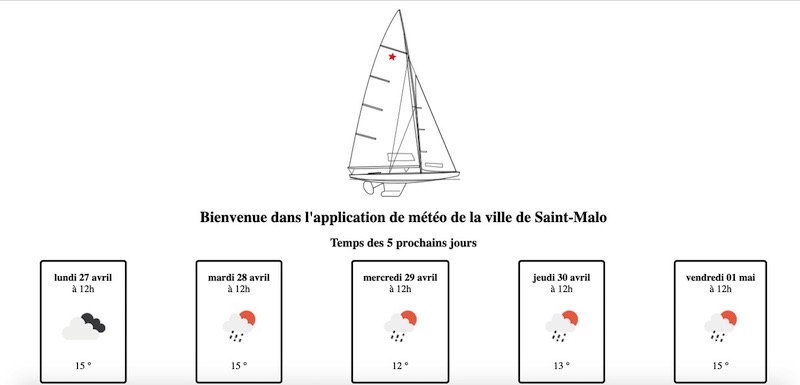 Bienvenue dans l'application de météo de la ville de Saint-Malo
Temps des 5 prochains jours
lundi 27 avril
à 12h
15 °
mardi 28 avril
à 12h
15 °
mercredi 29 avril
à 12h
12 °
jeudi 30 avril
à 12h
13 °
vendredi 01 mai
à 12h
15 °